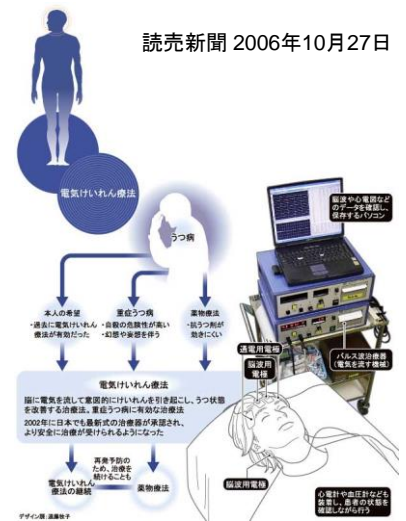 読売新聞 2006年10月27日
電気けいれん療法
うつ病
本人の希望
・過去に電気けいれん
療法が有効だった
重症うつ病
・自殺の危険性が高い
・幻想や妄想を伴う
薬物療法
・抗うつ剤が
効きにくい
電気けいれん療法
脳に電気を流して意図的にけいれんを引き起こし、うつ状態
を改善する治療法。重症うつ病に有効な治療法
2002年に日本でも最新式の治療器が承認され、
より安全に治療が受けられるようになった
再発予防の
ため、治療を
続けることも
電気けいれん
療法の継続
薬物療法
脳波や心電図など
のデータを確認し、
保存するパソコン
パルス波治療器
(電気を流す機械)
通電用電極
脳波用
電極
脳波用電極
心電計や血圧計なども
装着し、患者の状態を
確認しながら行う
デザイン課